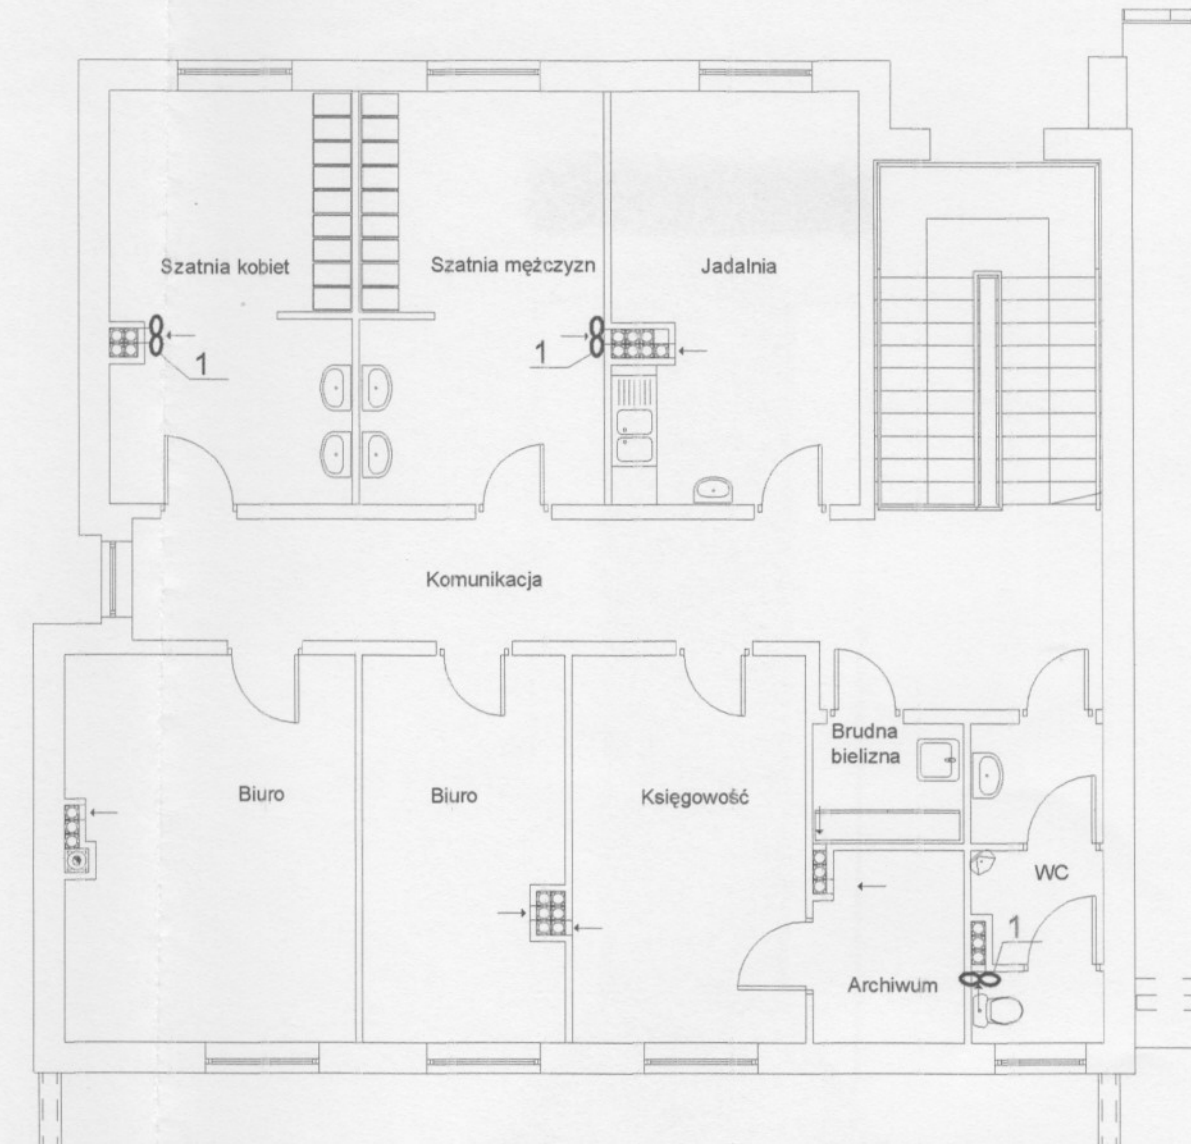 Szatnia kobiet
Szatnia mężczyzn
Jadalnia
1
1
Komunikacja
Brudna
bielizna
Biuro
Biuro
Księgowość
WC
1
Archiwum